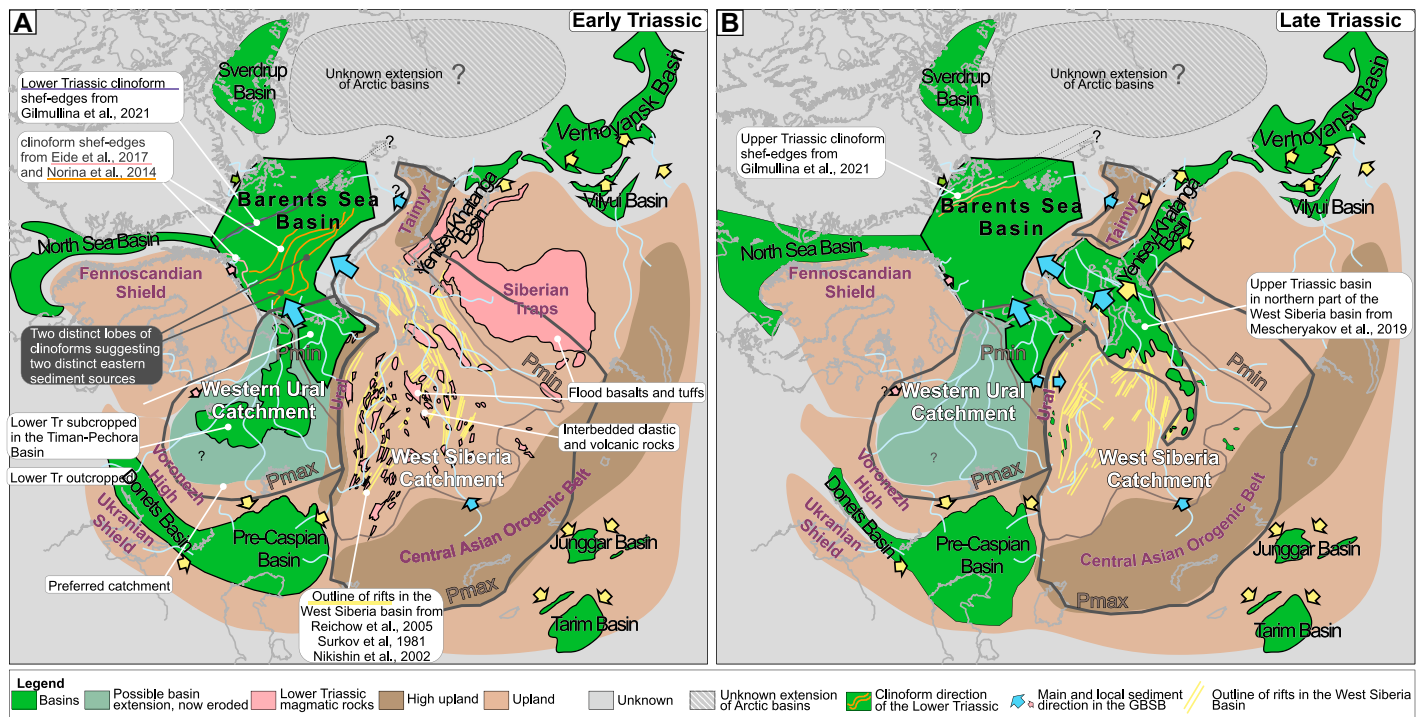 A
Early Triassic
Sverdrup
Basin
Unknown extension
of Arctic basins
?
Lower Triassic clinoform
shef-edges from
Gilmullina et al., 2021
clinoform shef-edges
from Eide et al., 2017
and Norina et al., 2014
Verhoyansk Basin
Vilyui Basin
?
?
Barents Sea
Basin
Taimyr
Yenisey-Khatanga
Basin
North Sea Basin
Fennoscandian
Shield
Siberian
Traps
Two distinct lobes of
clinoforms suggesting
two distinct eastern
sediment sources
Pmin
Pmin
Ural
Western Ural
Catchment
Flood basalts and tuffs
Interbedded clastic
and volcanic rocks
Lower Tr subcropped
in the Timan-Pechora
Basin
?
West Siberia
Catchment
Lower Tr outcropped
Voronezh
High
Pmax
Donets Basin
Ukranian
Shield
Pre-Caspian
Basin
Central Asian Orogenic Belt
Junggar Basin
Preferred catchment
Pmax
Outline of rifts in the
West Siberia basin from
Reichow et al., 2005
Surkov et al, 1981
Nikishin et al., 2002
Tarim Basin
B
Late Triassic
Sverdrup
Basin
Unknown extension
of Arctic basins
?
Upper Triassic clinoform
shef-edges from
Gilmullina et al., 2021
?
Verhoyansk Basin
Vilyui Basin
Barents Sea
Basin
Taimyr
Yenisey-Khatanga
Basin
North Sea Basin
Fennoscandian
Shield
Upper Triassic basin
in northern part of the
West Siberia basin from
Mescheryakov et al., 2019
Pmin
Pmin
Ural
?
Western Ural
Catchment
?
West Siberia
Catchment
Voronezh
High
Pmax
Donets Basin
Ukranian
Shield
Pre-Caspian
Basin
Central Asian Orogenic Belt
Junggar Basin
Pmax
Tarim Basin
Legend
Basins
Possible basin
extension, now eroded
Lower Triassic
magmatic rocks
High upland
Upland
Unknown
Unknown extension
of Arctic basins
Clinoform direction
of the Lower Triassic
Main and local sediment
direction in the GBSB
Outline of rifts in the West Siberia
Basin